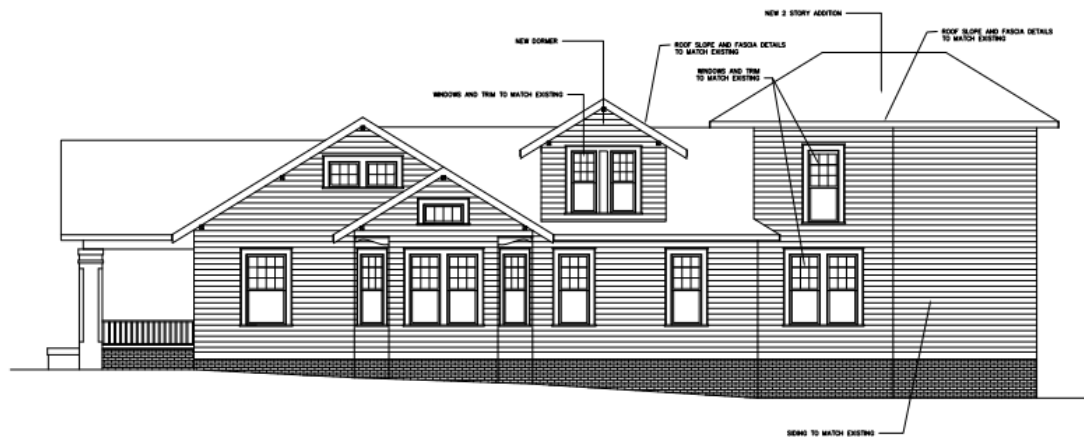 NEW 2 STORY ADDITION
NEW DORMER
ROOF SLOPE AND FASCIA DETAILS
TO MATCH EXISTING
ROOF SLOPE AND FASCIA DETAILS
TO MATCH EXISTING
WINDOWS AND TRIM
TO MATCH EXISTING
WINDOWS AND TRIM TO MATCH EXISTING
SIDING TO MATCH EXISTING